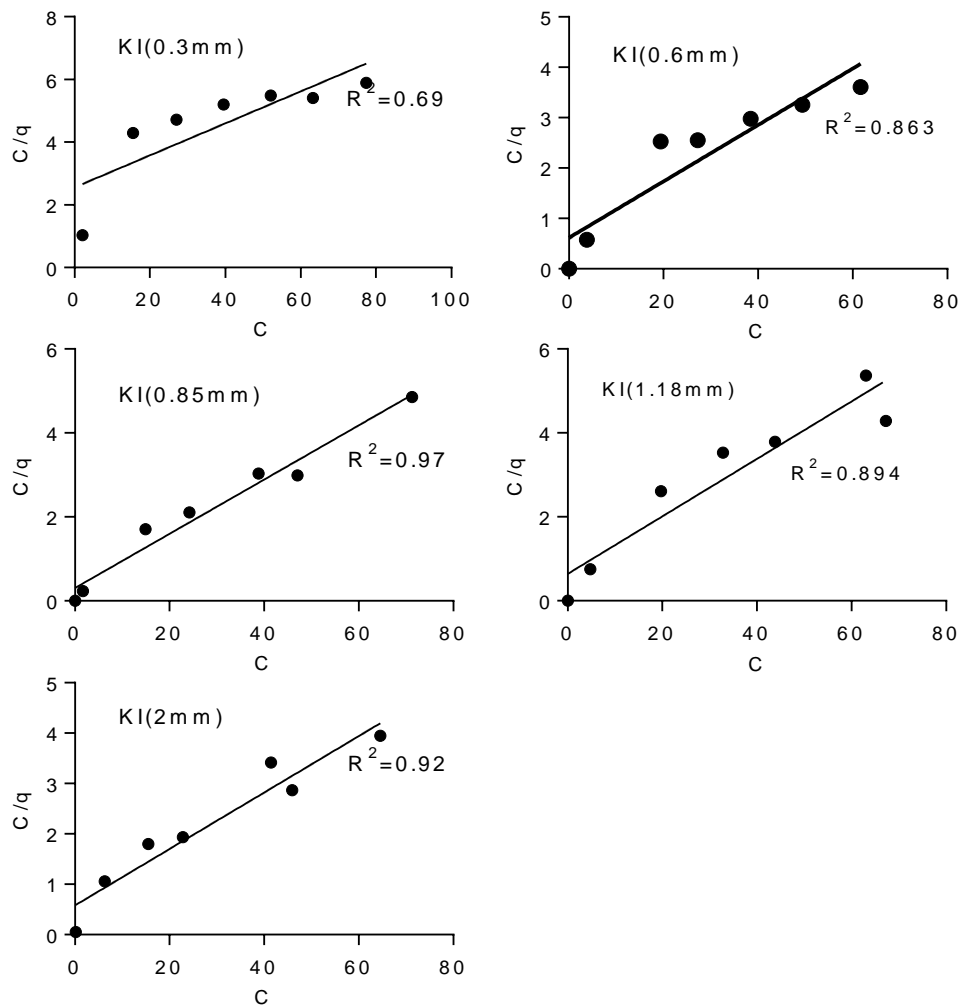 KI(0.3mm)
R²=0.69
C/q
8
6
4
2
0
0 20 40 60 80 100
C
KI(0.6mm)
R²=0.863
C/q
5
4
3
2
1
0
0 20 40 60 80
C
KI(0.85mm)
R²=0.97
C/q
6
4
2
0
0 20 40 60 80
C
KI(1.18mm)
R²=0.894
C/q
6
4
2
0
0 20 40 60 80
C
KI(2mm)
R²=0.92
C/q
5
4
3
2
1
0
0 20 40 60 80
C